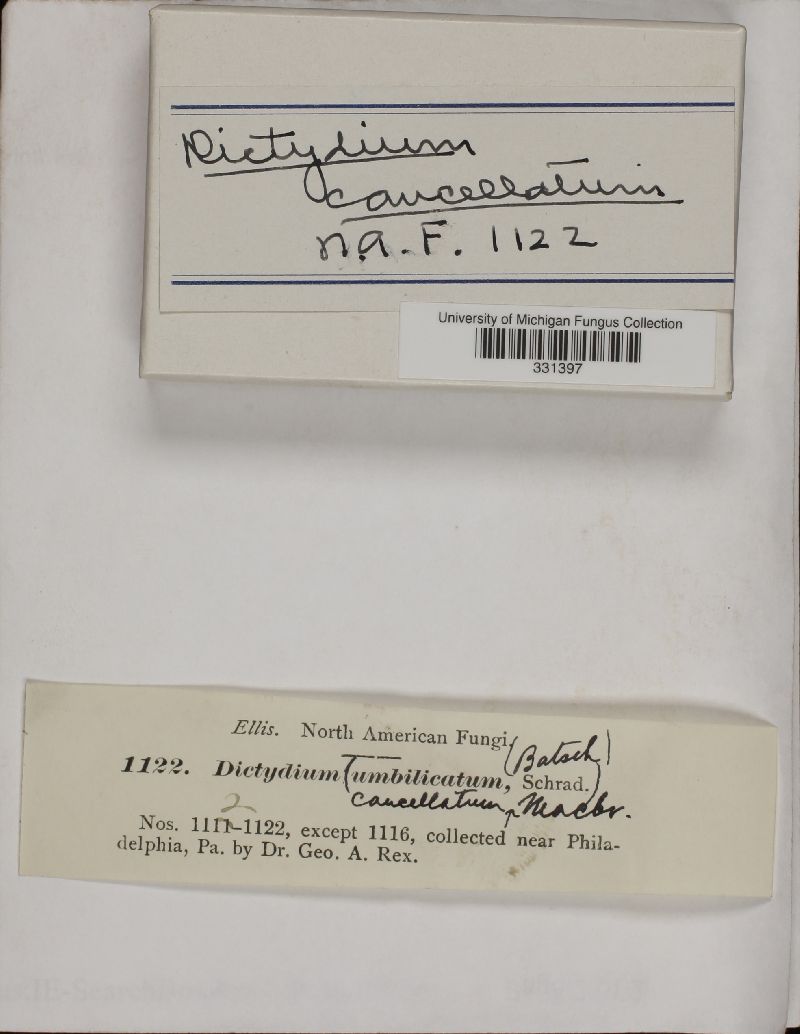 Dictydium
cancellatum
N.A.F. 1122
University of Michigan Fungus Collection
331397
Ellis. North American Fungi,
(Batsch)
1122. Dictydium (umbilicatum, Schrad.)
cancellatum, Macbr.
2
Nos. 1111–1122, except 1116, collected near Phila-
delphia, Pa. by Dr. Geo. A. Rex.